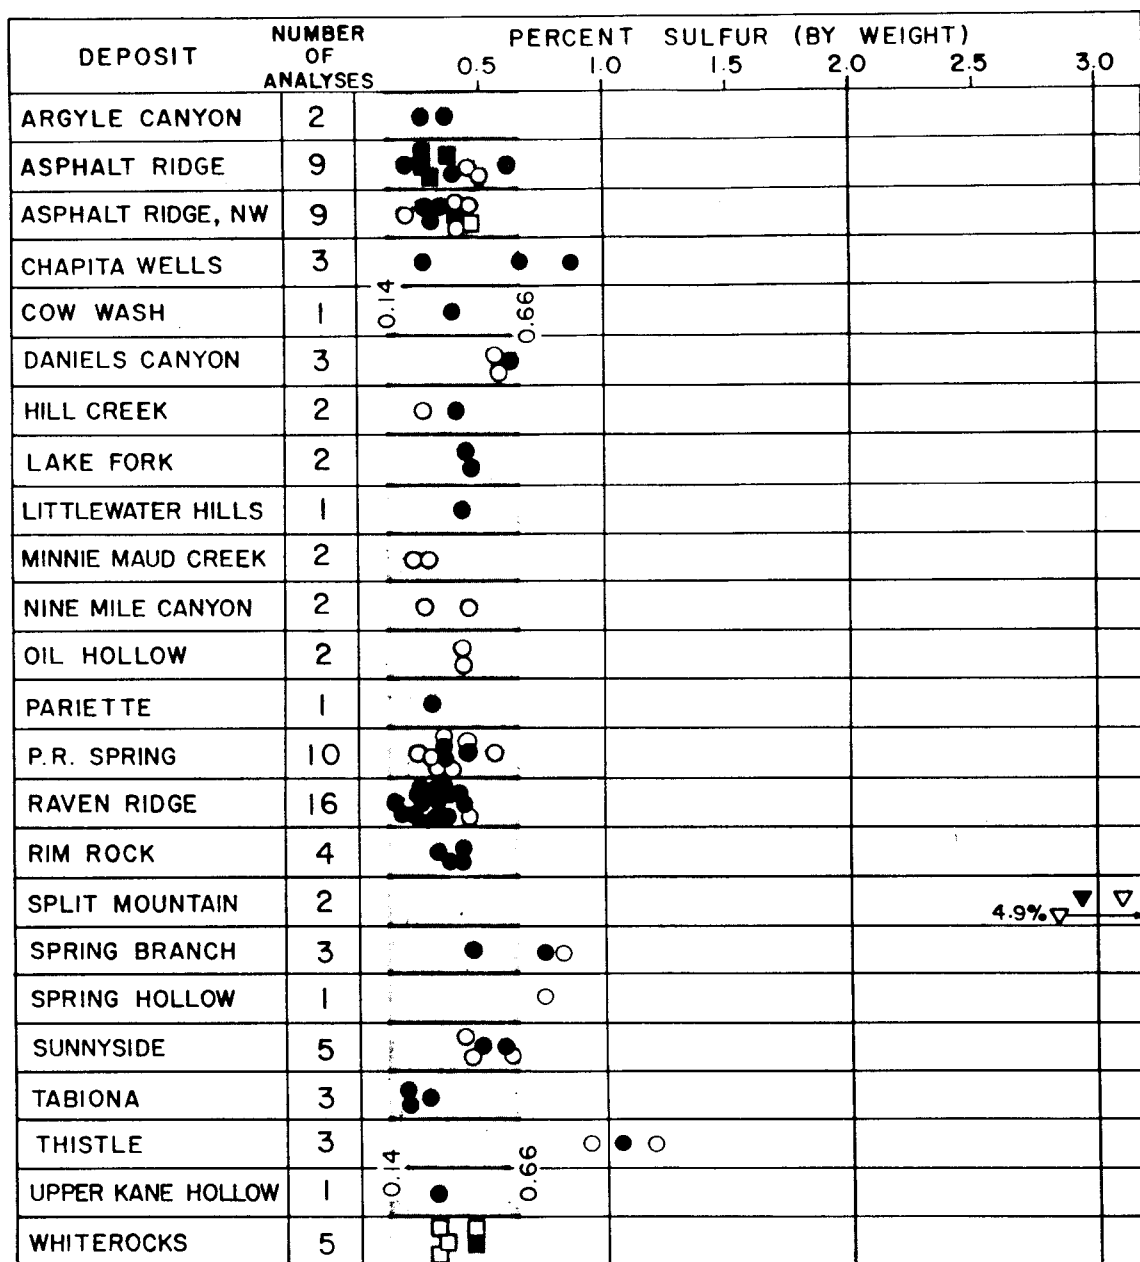 DEPOSIT NUMBER OF ANALYSES PERCENT SULFUR (BY WEIGHT)
0.5 1.0 1.5 2.0 2.5 3.0
ARGYLE CANYON 2
ASPHALT RIDGE 9
ASPHALT RIDGE, NW 9
CHAPITA WELLS 3
0.14 0.66
COW WASH 1
DANIELS CANYON 3
HILL CREEK 2
LAKE FORK 2
LITTLEWATER HILLS 1
MINNIE MAUD CREEK 2
NINE MILE CANYON 2
OIL HOLLOW 2
PARIETTE 1
P.R. SPRING 10
RAVEN RIDGE 16
RIM ROCK 4
SPLIT MOUNTAIN 2 4.9%
SPRING BRANCH 3
SPRING HOLLOW 1
SUNNYSIDE 5
TABIONA 3
THISTLE 3
0.14 0.66
UPPER KANE HOLLOW 1
WHITEROCKS 5